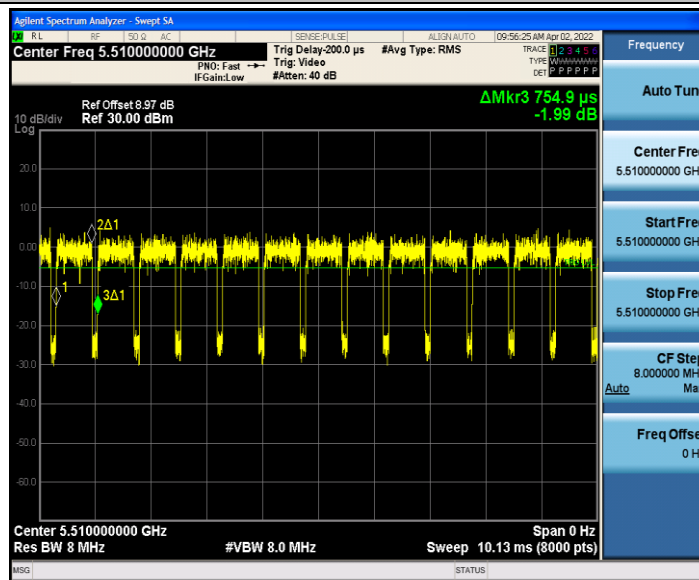 Agilent Spectrum Analyzer - Swept SA
RL RF 50 Ω AC SENSE:PULSE ALIGN AUTO 09:56:25 AM Apr 02, 2022
Center Freq 5.510000000 GHz
PNO: Fast
IFGain:Low
Trig Delay-200.0 µs
Trig: Video
#Atten: 40 dB
#Avg Type: RMS
TRACE 1 2 3 4 5 6
TYPE W
DET P P P P P P
Ref Offset 8.97 dB
Ref 30.00 dBm
10 dB/div
Log
ΔMkr3 754.9 µs
-1.99 dB
20.0
10.0
0.00
-10.0
-20.0
-30.0
-40.0
-50.0
-60.0
2Δ1
1
3Δ1
Center 5.510000000 GHz
Span 0 Hz
Res BW 8 MHz
#VBW 8.0 MHz
Sweep 10.13 ms (8000 pts)
MSG
STATUS
Frequency
Auto Tun
Center Fre
5.510000000 GH
Start Fre
5.510000000 GH
Stop Fre
5.510000000 GH
CF Step
8.000000 MH
Auto Ma
Freq Offse
0 H